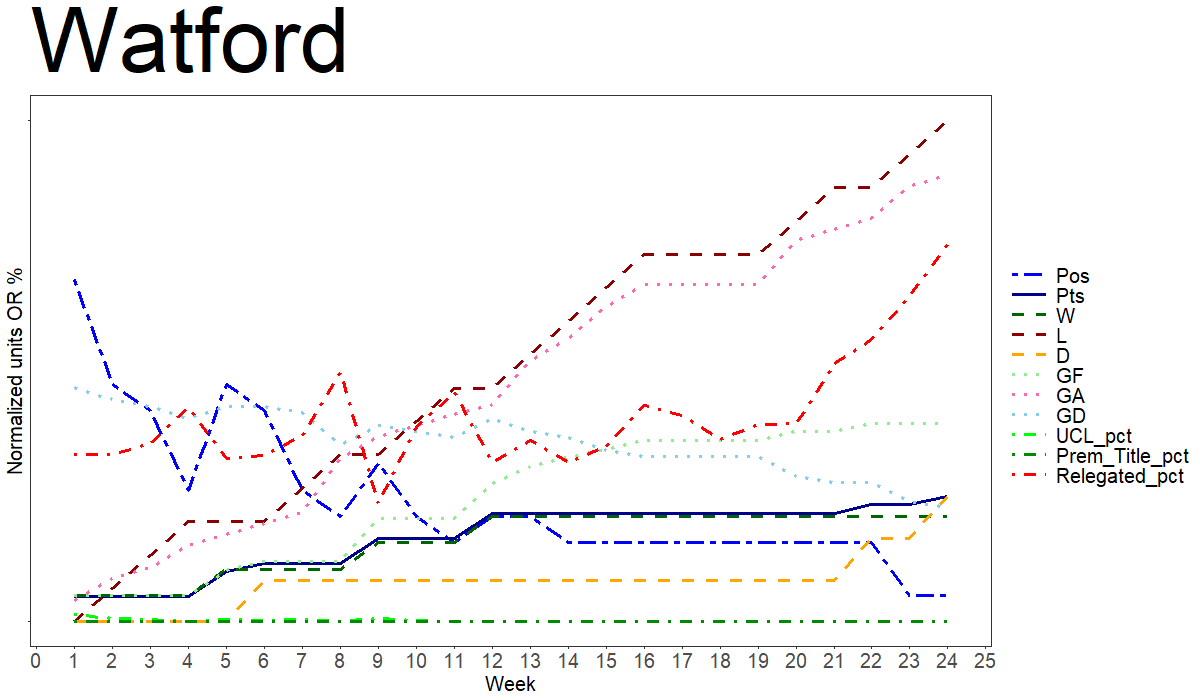 Watford
Normalized units OR %
0 1 2 3 4 5 6 7 8 9 10 11 12 13 14 15 16 17 18 19 20 21 22 23 24 25
Week
Pos
Pts
W
L
D
GF
GA
GD
UCL_pct
Prem_Title_pct
Relegated_pct